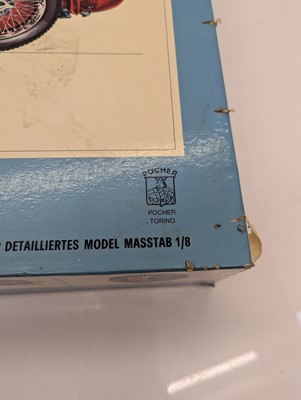 POCHER
POCHER
TORINO
DETAILLIERTES MODEL MASSTAB 1/8